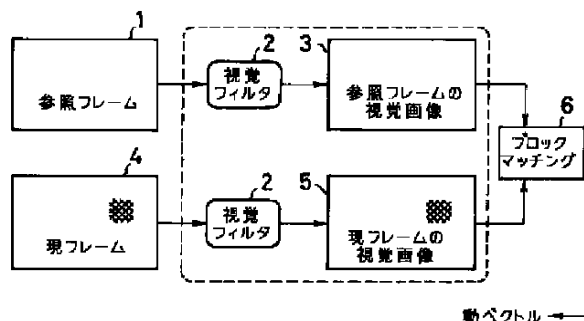 1
参照フレーム
2
視覚
フィルタ
3
参照フレームの
視覚画像
4
現フレーム
2
視覚
フィルタ
5
現フレームの
視覚画像
6
ブロック
マッチング
動ベクトル